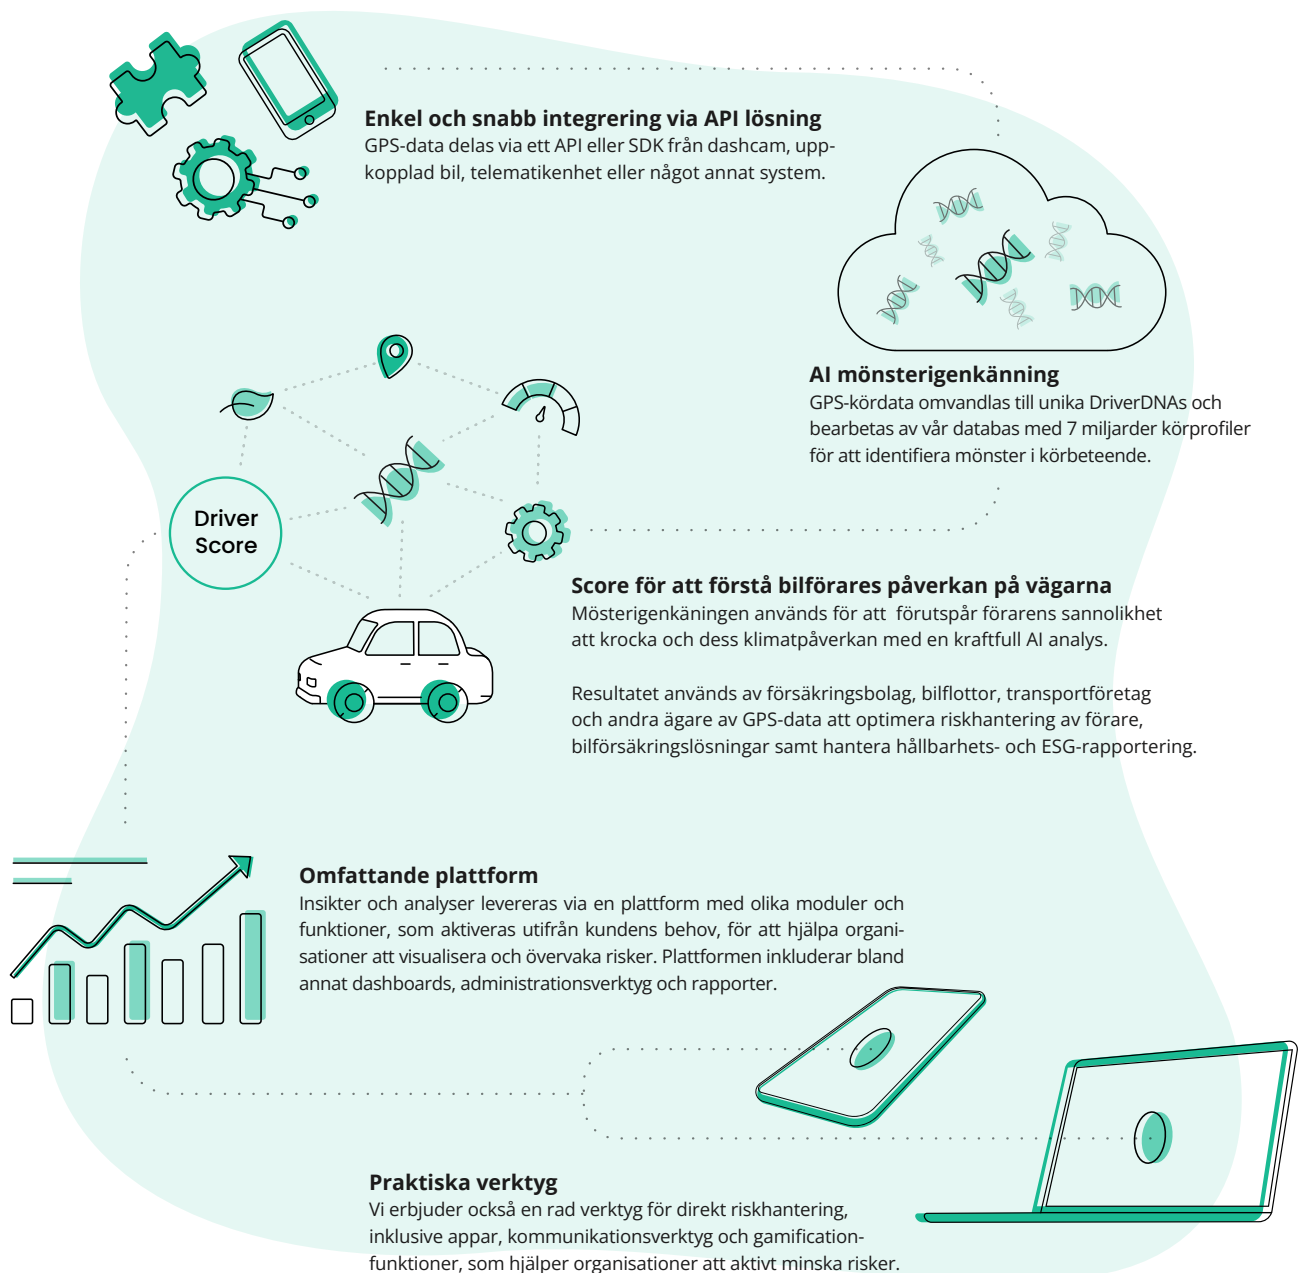 Enkel och snabb integrering via API lösning
GPS-data delas via ett API eller SDK från dashcam, upp-
kopplad bil, telematikenhet eller något annat system.
AI mönsterigenkänning
GPS-kördata omvandlas till unika DriverDNAs och
bearbetas av vår databas med 7 miljarder körprofiler
för att identifiera mönster i körbeteende.
Driver
Score
Score för att förstå bilförares påverkan på vägarna
Mösterigenkäningen används för att förutspår förarens sannolikhet
att krocka och dess klimatpåverkan med en kraftfull AI analys.
Resultatet används av försäkringsbolag, bilflottor, transportföretag
och andra ägare av GPS-data att optimera riskhantering av förare,
bilförsäkringslösningar samt hantera hållbarhets- och ESG-rapportering.
Omfattande plattform
Insikter och analyser levereras via en plattform med olika moduler och
funktioner, som aktiveras utifrån kundens behov, för att hjälpa organi-
sationer att visualisera och övervaka risker. Plattformen inkluderar bland
annat dashboards, administrationsverktyg och rapporter.
Praktiska verktyg
Vi erbjuder också en rad verktyg för direkt riskhantering,
inklusive appar, kommunikationsverktyg och gamification-
funktioner, som hjälper organisationer att aktivt minska risker.